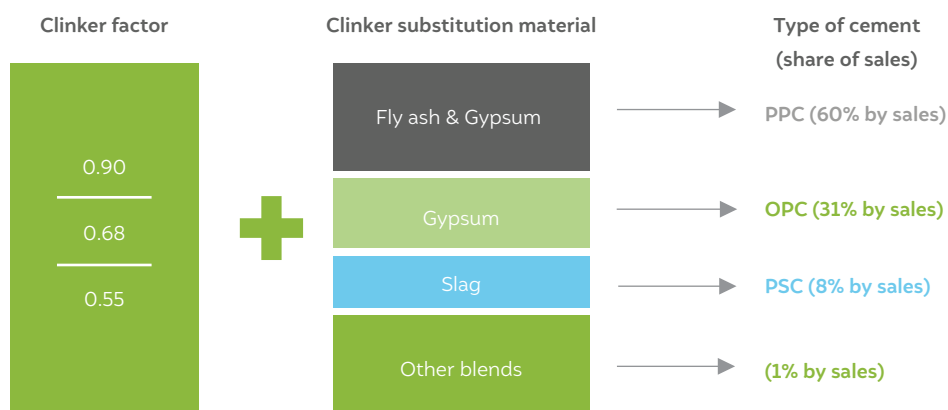 Clinker factor
Clinker substitution material
Type of cement
(share of sales)
0.90
0.68
0.55
Fly ash & Gypsum
Gypsum
Slag
Other blends
PPC (60% by sales)
OPC (31% by sales)
PSC (8% by sales)
(1% by sales)